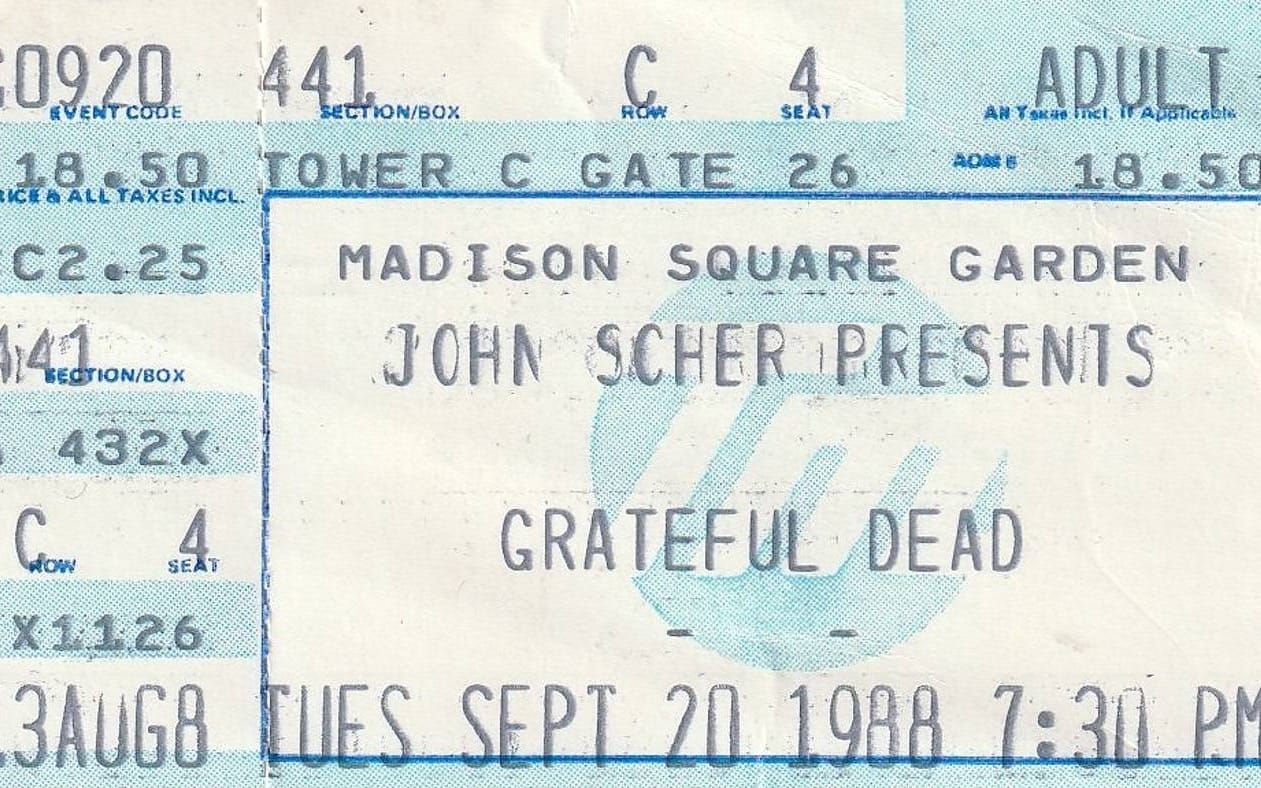 G0920 441 C 4 ADULT
EVENT CODE SECTION/BOX ROW SEAT All Taxes Incl. If Applicable
18.50 TOWER C GATE 26 18.50
RICE & ALL TAXES INCL.
C2.25 MADISON SQUARE GARDEN
441 JOHN SCHER PRESENTS
SECTION/BOX
432X
C 4 GRATEFUL DEAD
ROW SEAT
X1126 - -
3AUG8 TUES SEPT 20 1988 7:30 PM